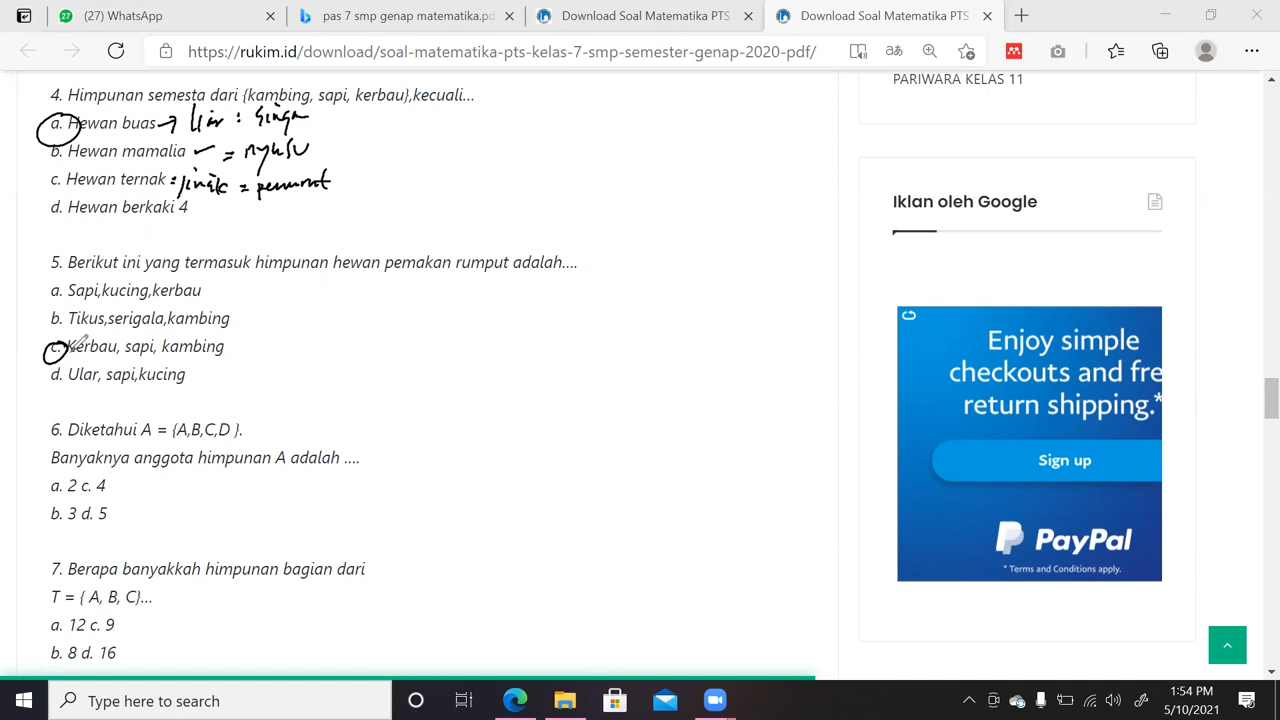 (27) WhatsApp
pas 7 smp genap matematika.pd
Download Soal Matematika PTS
Download Soal Matematika PTS
https://rukim.id/download/soal-matematika-pts-kelas-7-smp-semester-genap-2020-pdf/
4. Himpunan semesta dari {kambing, sapi, kerbau},kecuali...
a. Hewan buas → liar : Singa
b. Hewan mamalia = nyusu
c. Hewan ternak : jinak = penurut
d. Hewan berkaki 4
5. Berikut ini yang termasuk himpunan hewan pemakan rumput adalah....
a. Sapi,kucing,kerbau
b. Tikus,serigala,kambing
c. Kerbau, sapi, kambing
d. Ular, sapi,kucing
6. Diketahui A = {A,B,C,D }.
Banyaknya anggota himpunan A adalah ....
a. 2 c. 4
b. 3 d. 5
7. Berapa banyakkah himpunan bagian dari
T = { A, B, C}...
a. 12 c. 9
b. 8 d. 16
PARIWARA KELAS 11
Iklan oleh Google
Enjoy simple
checkouts and fre
return shipping.*
Sign up
PayPal
* Terms and Conditions apply.
Type here to search
1:54 PM
5/10/2021